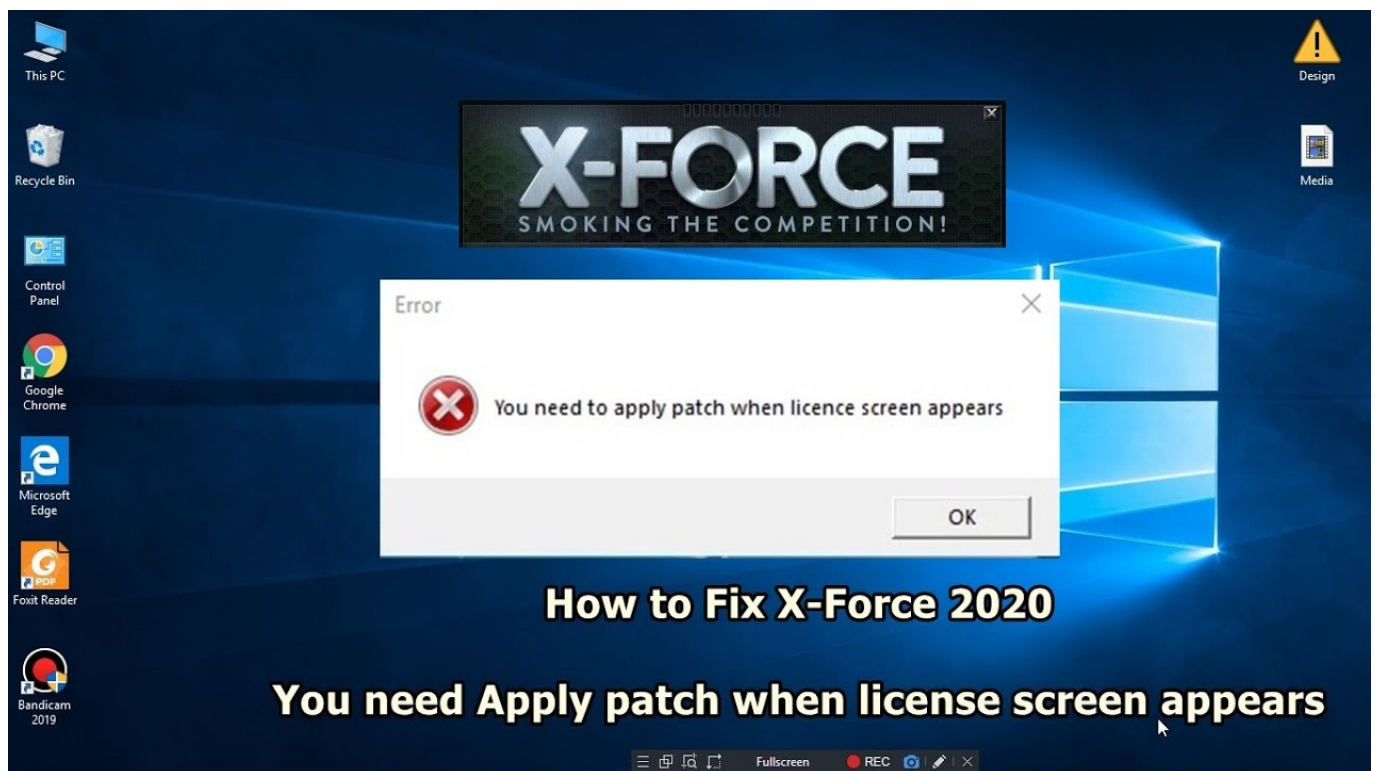 This PC
Recycle Bin
Control
Panel
Google
Chrome
Microsoft
Edge
PDF
Foxit Reader
Bandicam
2019
Design
Media
X-FORCE
SMOKING THE COMPETITION!
Error
You need to apply patch when licence screen appears
OK
How to Fix X-Force 2020
You need Apply patch when license screen appears
Fullscreen
REC